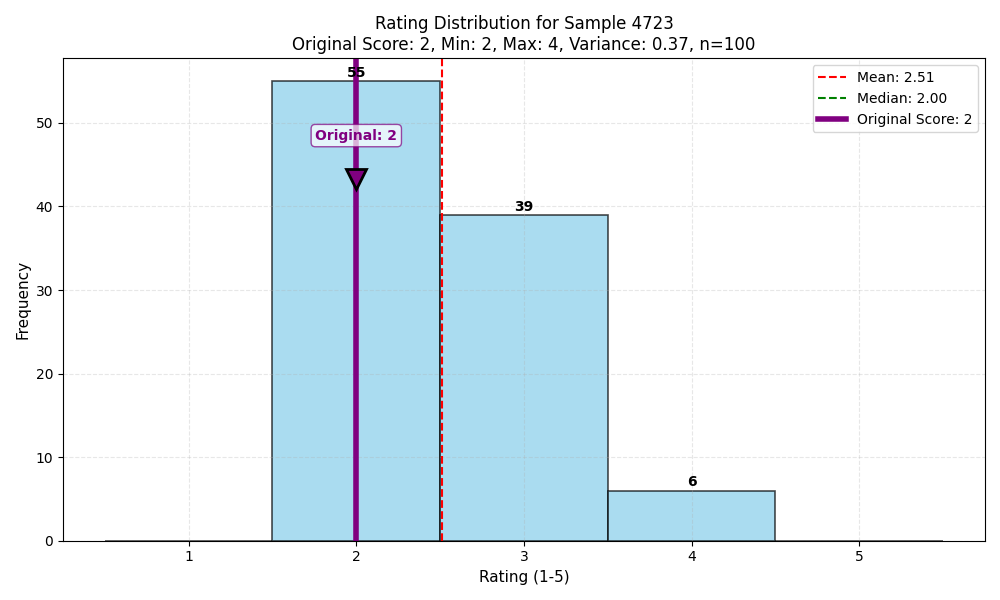 Rating Distribution for Sample 4723
Original Score: 2, Min: 2, Max: 4, Variance: 0.37, n=100
Mean: 2.51
Median: 2.00
Original Score: 2
55
Original: 2
39
6
Frequency
50
40
30
20
10
0
1 2 3 4 5
Rating (1-5)